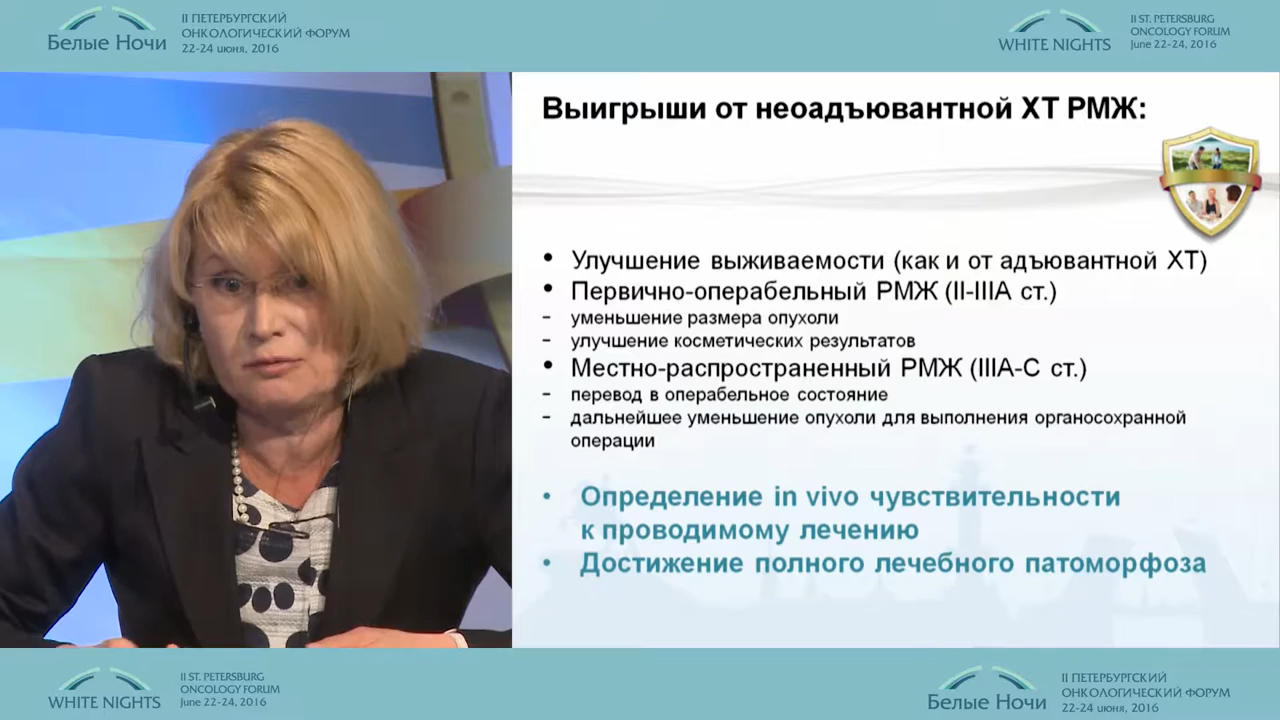 Белые Ночи
II ПЕТЕРБУРГСКИЙ
ОНКОЛОГИЧЕСКИЙ ФОРУМ
22-24 июня, 2016
WHITE NIGHTS
II ST. PETERSBURG
ONCOLOGY FORUM
June 22-24, 2016
Выигрыши от неоадъювантной ХТ РМЖ:
• Улучшение выживаемости (как и от адъювантной ХТ)
• Первично-операбельный РМЖ (II-IIIA ст.)
- уменьшение размера опухоли
- улучшение косметических результатов
• Местно-распространенный РМЖ (IIIA-C ст.)
- перевод в операбельное состояние
- дальнейшее уменьшение опухоли для выполнения органосохранной
операции
• Определение in vivo чувствительности
к проводимому лечению
• Достижение полного лечебного патоморфоза
WHITE NIGHTS
II ST. PETERSBURG
ONCOLOGY FORUM
June 22-24, 2016
Белые Ночи
II ПЕТЕРБУРГСКИЙ
ОНКОЛОГИЧЕСКИЙ ФОРУМ
22-24 июня, 2016